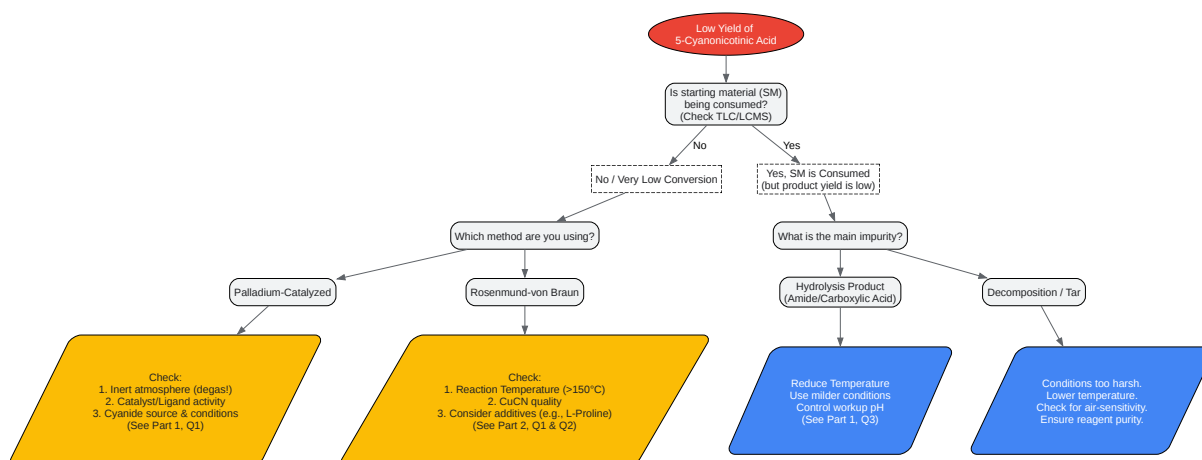 Low Yield of
5-Cyanonicotinic Acid
Is starting material (SM)
being consumed?
(Check TLC/LCMS)
No
Yes
No / Very Low Conversion
Yes, SM is Consumed
(but product yield is low)
Which method are you using?
What is the main impurity?
Palladium-Catalyzed
Rosenmund-von Braun
Hydrolysis Product
(Amide/Carboxylic Acid)
Decomposition / Tar
Check:
1. Inert atmosphere (degas!)
2. Catalyst/Ligand activity
3. Cyanide source & conditions
(See Part 1, Q1)
Check:
1. Reaction Temperature (>150°C)
2. CuCN quality
3. Consider additives (e.g., L-Proline)
(See Part 2, Q1 & Q2)
Reduce Temperature
Use milder conditions
Control workup pH
(See Part 1, Q3)
Conditions too harsh.
Lower temperature.
Check for air-sensitivity.
Ensure reagent purity.